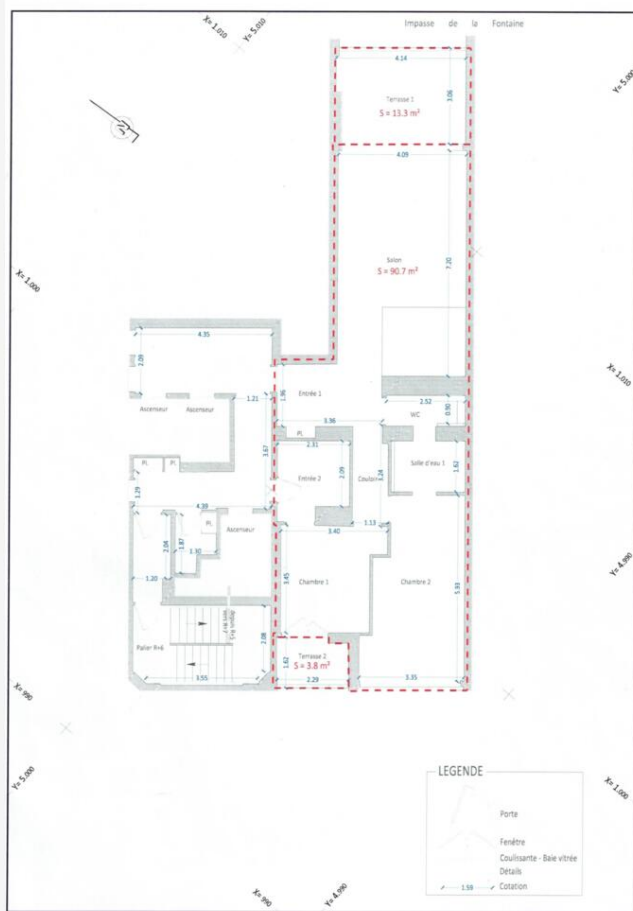 Impasse de la Fontaine
X= 1.010
Y= 5.010
Y= 5.000
4.14
Terrasse 1
S = 13.3 m²
3.06
4.09
Salon
S = 90.7 m²
7.20
X= 1.000
X= 1.010
4.35
2.09
Ascenseur
Ascenseur
1.21
1.96
Entrée 1
3.36
2.52
0.90
WC
PL
2.31
3.67
2.09
Entrée 2
Couloir
3.24
Salle d'eau 1
1.62
PL
PL
1.29
4.39
PL
Ascenseur
1.13
3.40
2.04
1.87
1.30
1.20
3.45
Chambre 1
Chambre 2
5.93
Y= 4.990
Palier R+6
2.08
3.55
1.62
Terrasse 2
S = 3.8 m²
2.29
3.35
X= 990
Y= 5.000
X= 1.000
X= 990
Y= 4.990
LEGENDE
Porte
Fenêtre
Coulissante - Baie vitrée
Détails
1.59
Cotation